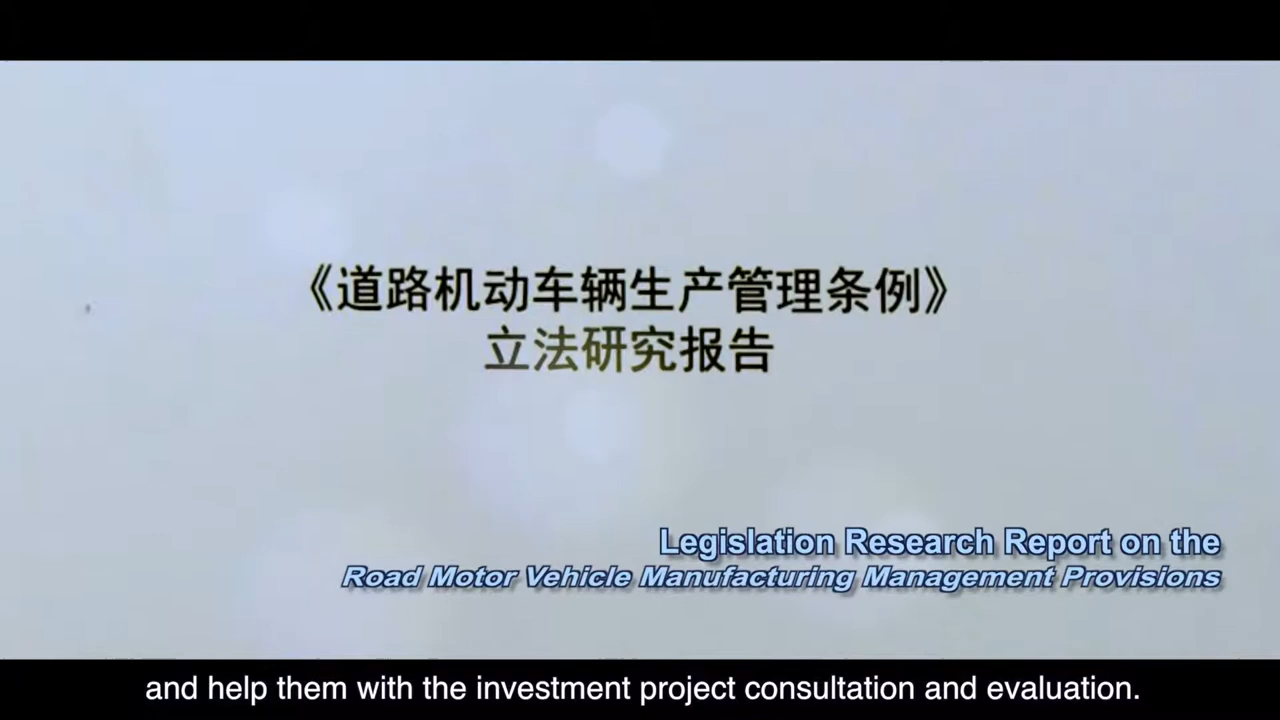 《道路机动车辆生产管理条例》
立法研究报告
Legislation Research Report on the
Road Motor Vehicle Manufacturing Management Provisions
and help them with the investment project consultation and evaluation.